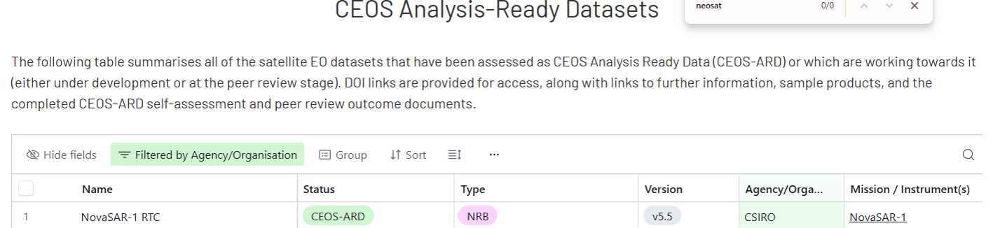 CEOS Analysis-Ready Datasets
neosat 0/0
The following table summarises all of the satellite EO datasets that have been assessed as CEOS Analysis Ready Data (CEOS-ARD) or which are working towards it
(either under development or at the peer review stage). DOI links are provided for access, along with links to further information, sample products, and the
completed CEOS-ARD self-assessment and peer review outcome documents.
Hide fields Filtered by Agency/Organisation Group Sort ...
Name Status Type Version Agency/Orga... Mission / Instrument(s)
1 NovaSAR-1 RTC CEOS-ARD NRB v5.5 CSIRO NovaSAR-1